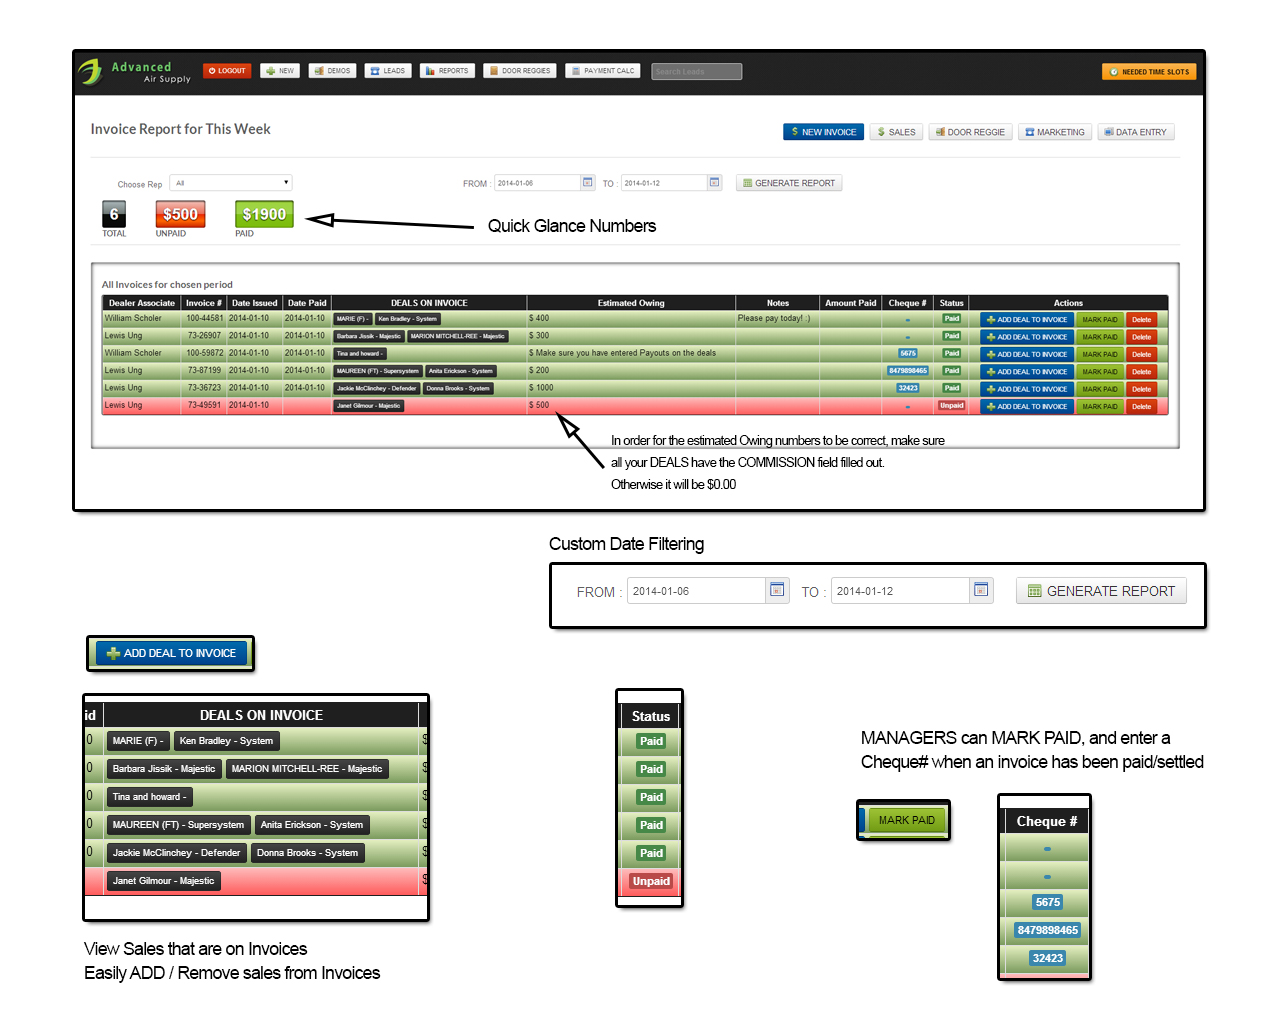 Advanced
Air Supply
LOGOUT NEW DEMOS LEADS REPORTS DOOR REGGIES PAYMENT CALC Search Leads NEEDED TIME SLOTS
Invoice Report for This Week
NEW INVOICE SALES DOOR REGGIE MARKETING DATA ENTRY
Choose Rep All FROM : 2014-01-06 TO : 2014-01-12 GENERATE REPORT
6 $500 $1900
TOTAL UNPAID PAID
Quick Glance Numbers
All Invoices for chosen period
Dealer Associate Invoice # Date Issued Date Paid DEALS ON INVOICE Estimated Owing Notes Amount Paid Cheque # Status Actions
William Scholer 100-44581 2014-01-10 2014-01-10 MARIE (F) - Ken Bradley - System $ 400 Please pay today! :) - Paid ADD DEAL TO INVOICE MARK PAID Delete
Lewis Ung 73-26907 2014-01-10 2014-01-10 Barbara Jissik - Majestic MARION MITCHELL-REE - Majestic $ 300 - Paid ADD DEAL TO INVOICE MARK PAID Delete
William Scholer 100-59872 2014-01-10 2014-01-10 Tina and howard - $ Make sure you have entered Payouts on the deals 5675 Paid ADD DEAL TO INVOICE MARK PAID Delete
Lewis Ung 73-87199 2014-01-10 2014-01-10 MAUREEN (FT) - Supersystem Anita Erickson - System $ 200 8479898465 Paid ADD DEAL TO INVOICE MARK PAID Delete
Lewis Ung 73-36723 2014-01-10 2014-01-10 Jackie McClinchey - Defender Donna Brooks - System $ 1000 32423 Paid ADD DEAL TO INVOICE MARK PAID Delete
Lewis Ung 73-49591 2014-01-10 Janet Gilmour - Majestic $ 500 - Unpaid ADD DEAL TO INVOICE MARK PAID Delete
In order for the estimated Owing numbers to be correct, make sure
all your DEALS have the COMMISSION field filled out.
Otherwise it will be $0.00
Custom Date Filtering
FROM : 2014-01-06 TO : 2014-01-12 GENERATE REPORT
ADD DEAL TO INVOICE
id DEALS ON INVOICE
0 MARIE (F) - Ken Bradley - System
0 Barbara Jissik - Majestic MARION MITCHELL-REE - Majestic
0 Tina and howard -
0 MAUREEN (FT) - Supersystem Anita Erickson - System
0 Jackie McClinchey - Defender Donna Brooks - System
Janet Gilmour - Majestic
View Sales that are on Invoices
Easily ADD / Remove sales from Invoices
Status
Paid
Paid
Paid
Paid
Paid
Unpaid
MANAGERS can MARK PAID, and enter a
Cheque# when an invoice has been paid/settled
MARK PAID
Cheque #
-
-
5675
8479898465
32423